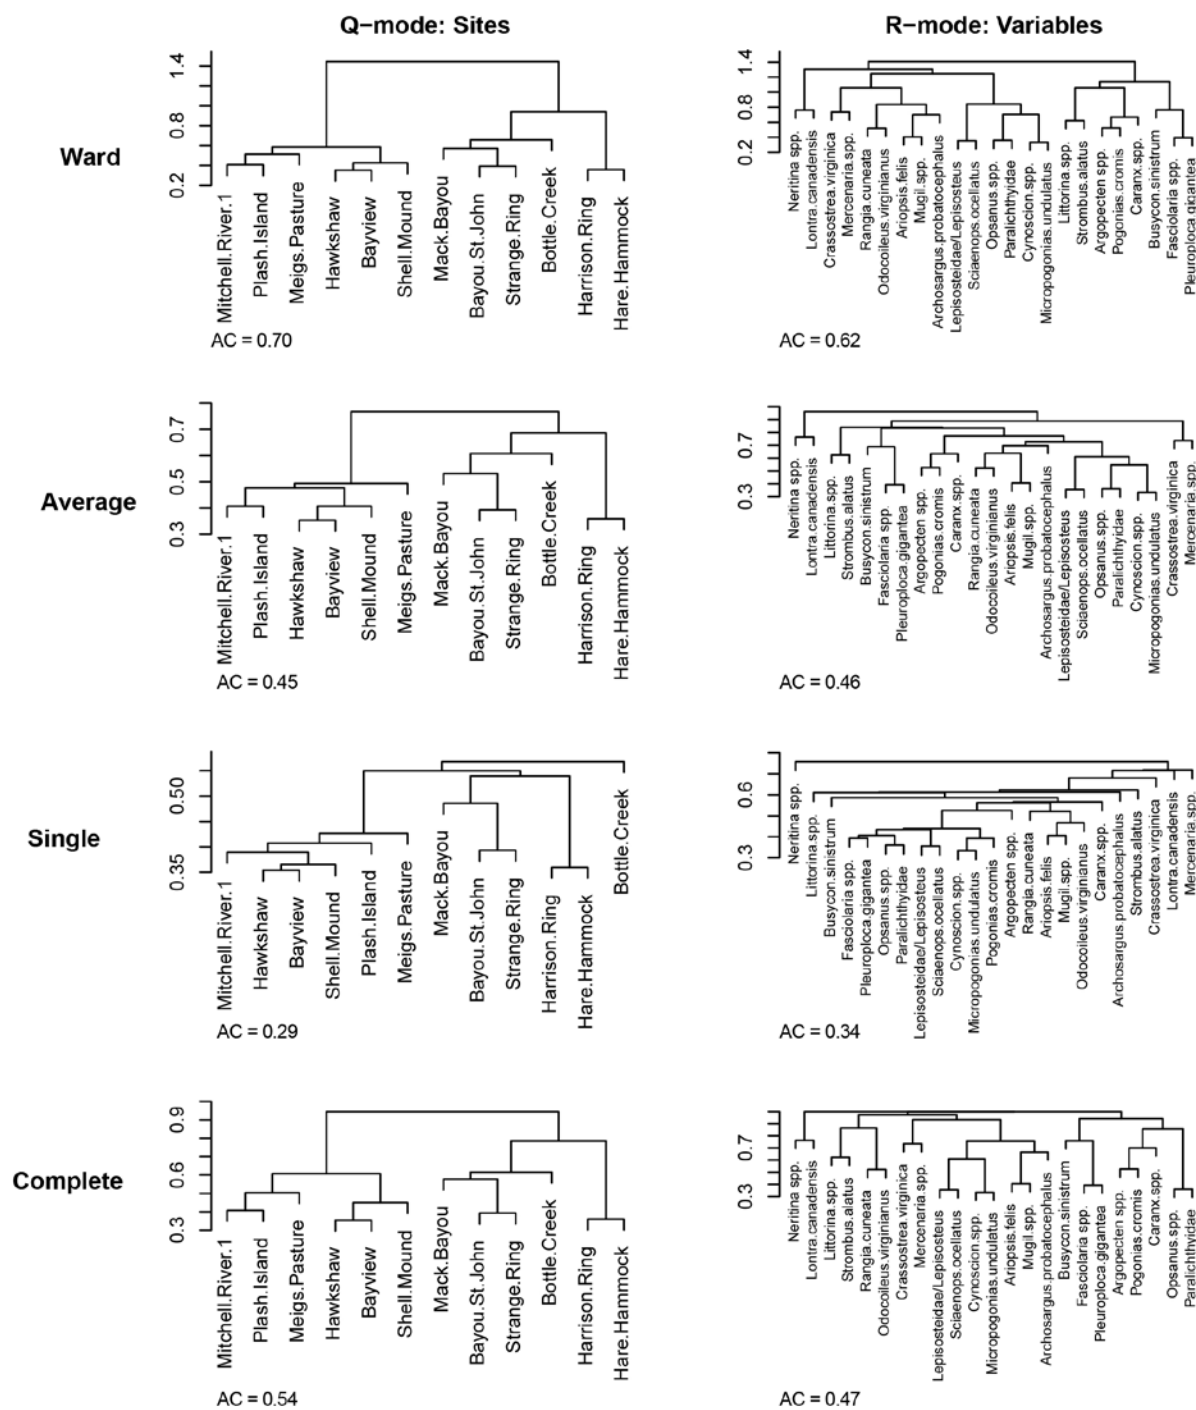 Q−mode: Sites
R−mode: Variables
Ward
1.4
0.8
0.2
Mitchell.River.1
Plash.Island
Meigs.Pasture
Hawkshaw
Bayview
Shell.Mound
Mack.Bayou
Bayou.St.John
Strange.Ring
Bottle.Creek
Harrison.Ring
Hare.Hammock
AC = 0.70
1.4
0.8
0.2
Neritina spp.
Lontra.canadensis
Crassostrea.virginica
Mercenaria.spp.
Rangia.cuneata
Odocoileus.virginianus
Ariopsis.felis
Mugil.spp.
Archosargus.probatocephalus
Lepisosteidae/Lepisosteus
Sciaenops.ocellatus
Opsanus.spp.
Paralichthyidae
Cynoscion.spp.
Micropogonias.undulatus
Littorina.spp.
Strombus.alatus
Argopecten spp.
Pogonias.cromis
Caranx.spp.
Busycon.sinistrum
Fasciolaria spp.
Pleuroploca.gigantea
AC = 0.62
Average
0.7
0.5
0.3
Mitchell.River.1
Plash.Island
Hawkshaw
Bayview
Shell.Mound
Meigs.Pasture
Mack.Bayou
Bayou.St.John
Strange.Ring
Bottle.Creek
Harrison.Ring
Hare.Hammock
AC = 0.45
0.7
0.3
Neritina spp.
Lontra.canadensis
Littorina.spp.
Strombus.alatus
Busycon.sinistrum
Fasciolaria spp.
Pleuroploca.gigantea
Argopecten spp.
Pogonias.cromis
Caranx.spp.
Rangia.cuneata
Odocoileus.virginianus
Ariopsis.felis
Mugil.spp.
Archosargus.probatocephalus
Lepisosteidae/Lepisosteus
Sciaenops.ocellatus
Opsanus.spp.
Paralichthyidae
Cynoscion.spp.
Micropogonias.undulatus
Crassostrea.virginica
Mercenaria.spp.
AC = 0.46
Single
0.50
0.35
Mitchell.River.1
Hawkshaw
Bayview
Shell.Mound
Plash.Island
Meigs.Pasture
Mack.Bayou
Bayou.St.John
Strange.Ring
Harrison.Ring
Hare.Hammock
Bottle.Creek
AC = 0.29
0.6
0.3
Neritina spp.
Littorina.spp.
Busycon.sinistrum
Fasciolaria spp.
Pleuroploca.gigantea
Opsanus.spp.
Paralichthyidae
Lepisosteidae/Lepisosteus
Sciaenops.ocellatus
Cynoscion.spp.
Micropogonias.undulatus
Pogonias.cromis
Argopecten spp.
Rangia.cuneata
Ariopsis.felis
Mugil.spp.
Odocoileus.virginianus
Caranx.spp.
Archosargus.probatocephalus
Strombus.alatus
Crassostrea.virginica
Lontra.canadensis
Mercenaria.spp.
AC = 0.34
Complete
0.9
0.6
0.3
Mitchell.River.1
Plash.Island
Meigs.Pasture
Hawkshaw
Bayview
Shell.Mound
Mack.Bayou
Bayou.St.John
Strange.Ring
Bottle.Creek
Harrison.Ring
Hare.Hammock
AC = 0.54
0.7
0.3
Neritina spp.
Lontra.canadensis
Littorina.spp.
Strombus.alatus
Rangia.cuneata
Odocoileus.virginianus
Crassostrea.virginica
Mercenaria.spp.
Lepisosteidae/Lepisosteus
Sciaenops.ocellatus
Cynoscion.spp.
Micropogonias.undulatus
Ariopsis.felis
Mugil.spp.
Archosargus.probatocephalus
Busycon.sinistrum
Fasciolaria spp.
Pleuroploca.gigantea
Argopecten spp.
Pogonias.cromis
Caranx.spp.
Opsanus.spp.
Paralichthyidae
AC = 0.47